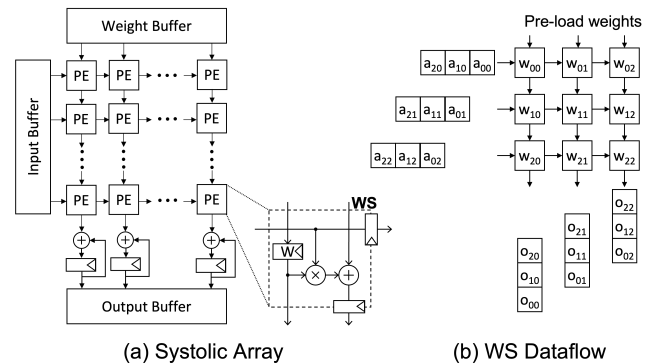 Weight Buffer
Input Buffer
PE PE PE
PE PE PE
PE PE PE
WS
W
Output Buffer
(a) Systolic Array
Pre-load weights
a₂₀ a₁₀ a₀₀
w₀₀ w₀₁ w₀₂
a₂₁ a₁₁ a₀₁
w₁₀ w₁₁ w₁₂
a₂₂ a₁₂ a₀₂
w₂₀ w₂₁ w₂₂
o₂₀
o₁₀
o₀₀
o₂₁
o₁₁
o₀₁
o₂₂
o₁₂
o₀₂
(b) WS Dataflow